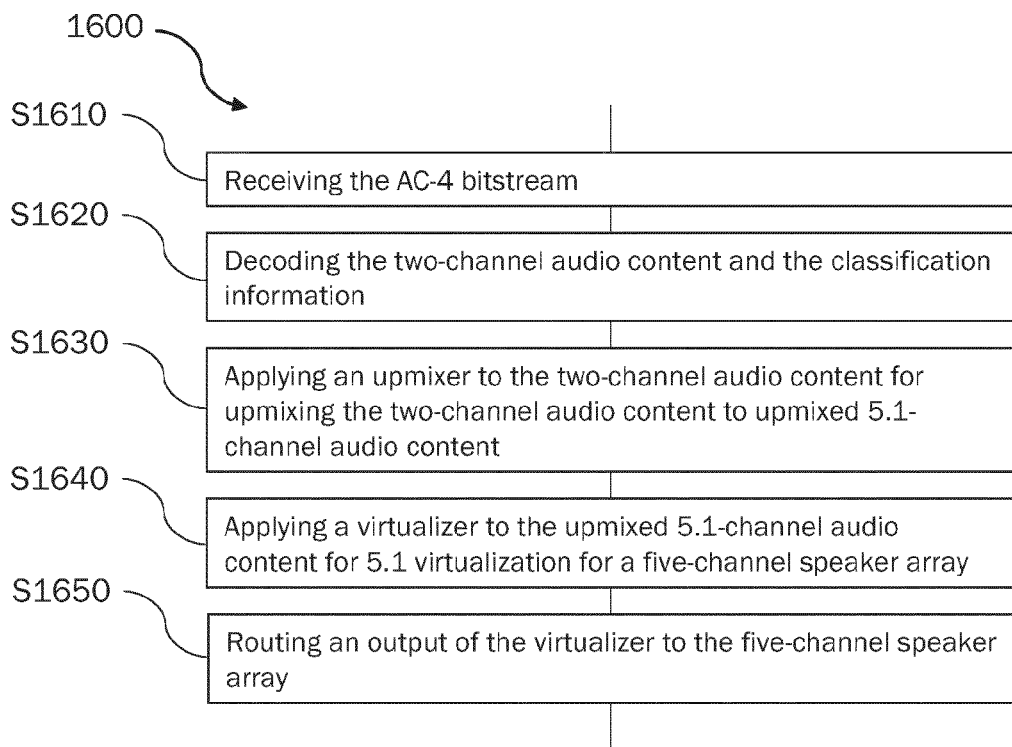 1600
S1610
Receiving the AC-4 bitstream
S1620
Decoding the two-channel audio content and the classification
information
S1630
Applying an upmixer to the two-channel audio content for
upmixing the two-channel audio content to upmixed 5.1-
channel audio content
S1640
Applying a virtualizer to the upmixed 5.1-channel audio
content for 5.1 virtualization for a five-channel speaker array
S1650
Routing an output of the virtualizer to the five-channel speaker
array